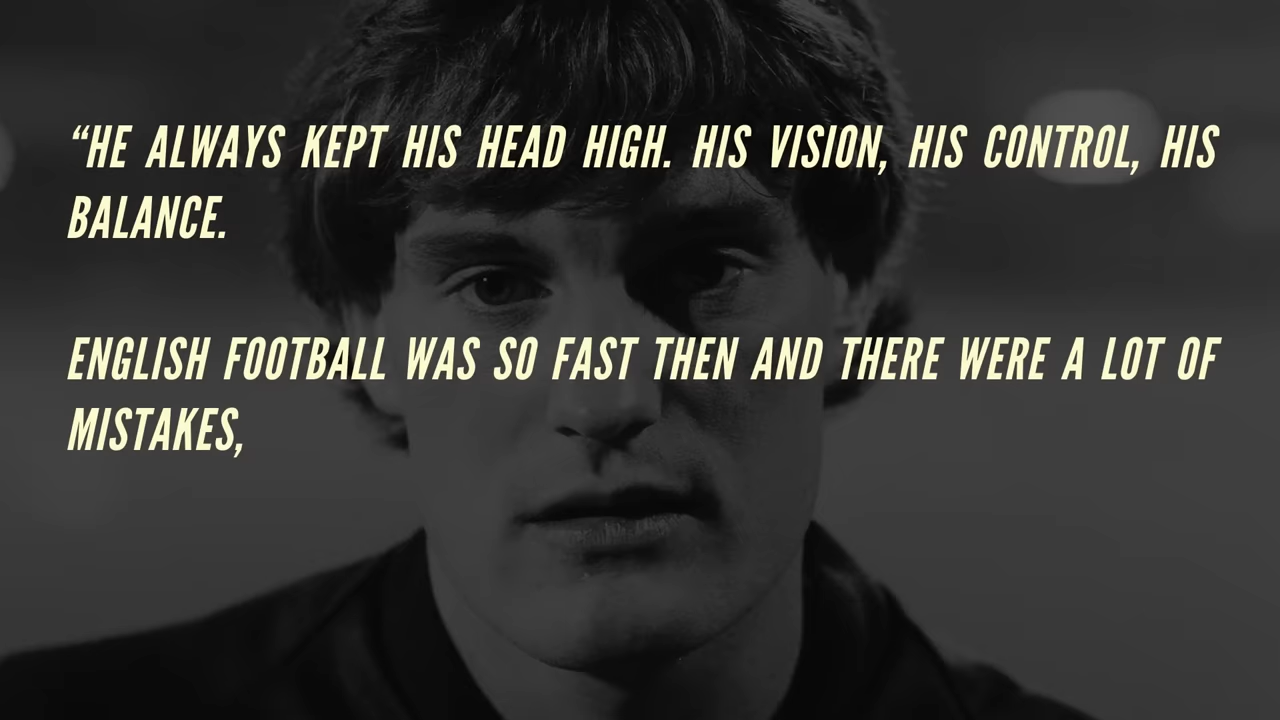 “HE ALWAYS KEPT HIS HEAD HIGH. HIS VISION, HIS CONTROL, HIS
BALANCE.
ENGLISH FOOTBALL WAS SO FAST THEN AND THERE WERE A LOT OF
MISTAKES,